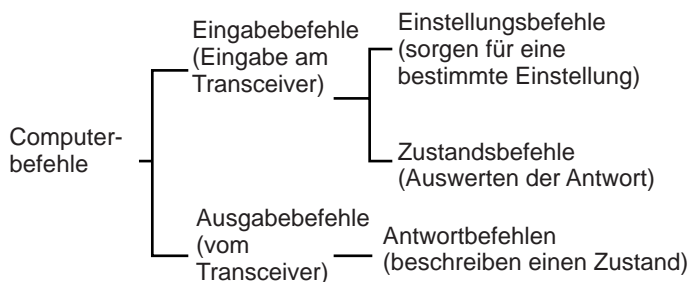 Computer-
befehle
Eingabebefehle
(Eingabe am
Transceiver)
Einstellungsbefehle
(sorgen für eine
bestimmte Einstellung)
Zustandsbefehle
(Auswerten der Antwort)
Ausgabebefehle
(vom
Transceiver)
Antwortbefehlen
(beschreiben einen Zustand)